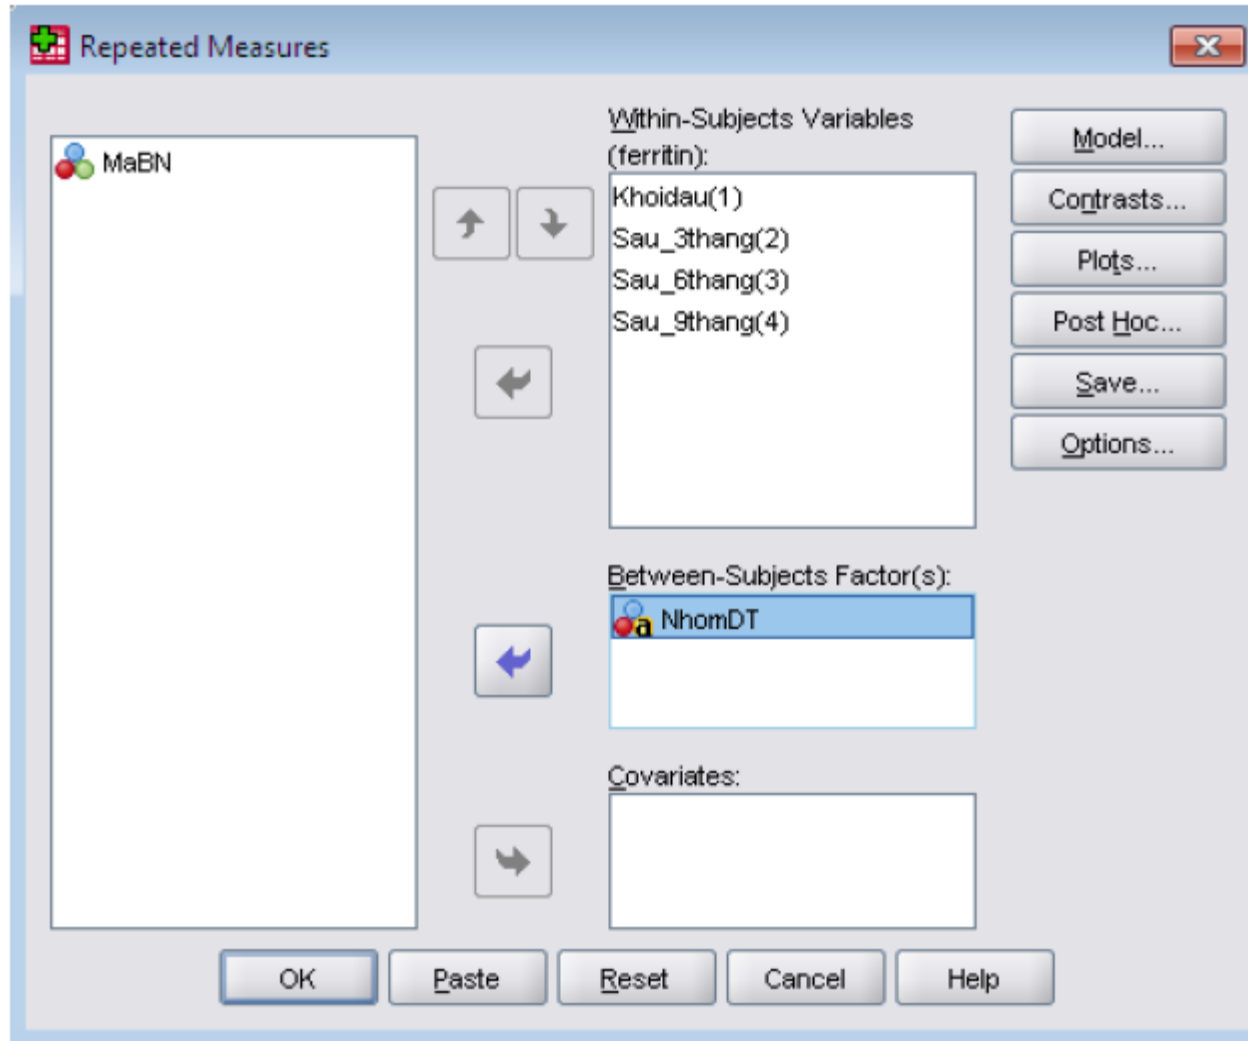 Repeated Measures
MaBN
Within-Subjects Variables
(ferritin):
Khoidau(1)
Sau_3thang(2)
Sau_6thang(3)
Sau_9thang(4)
Model...
Contrasts...
Plots...
Post Hoc...
Save...
Options...
Between-Subjects Factor(s):
a NhomDT
Covariates:
OK
Paste
Reset
Cancel
Help